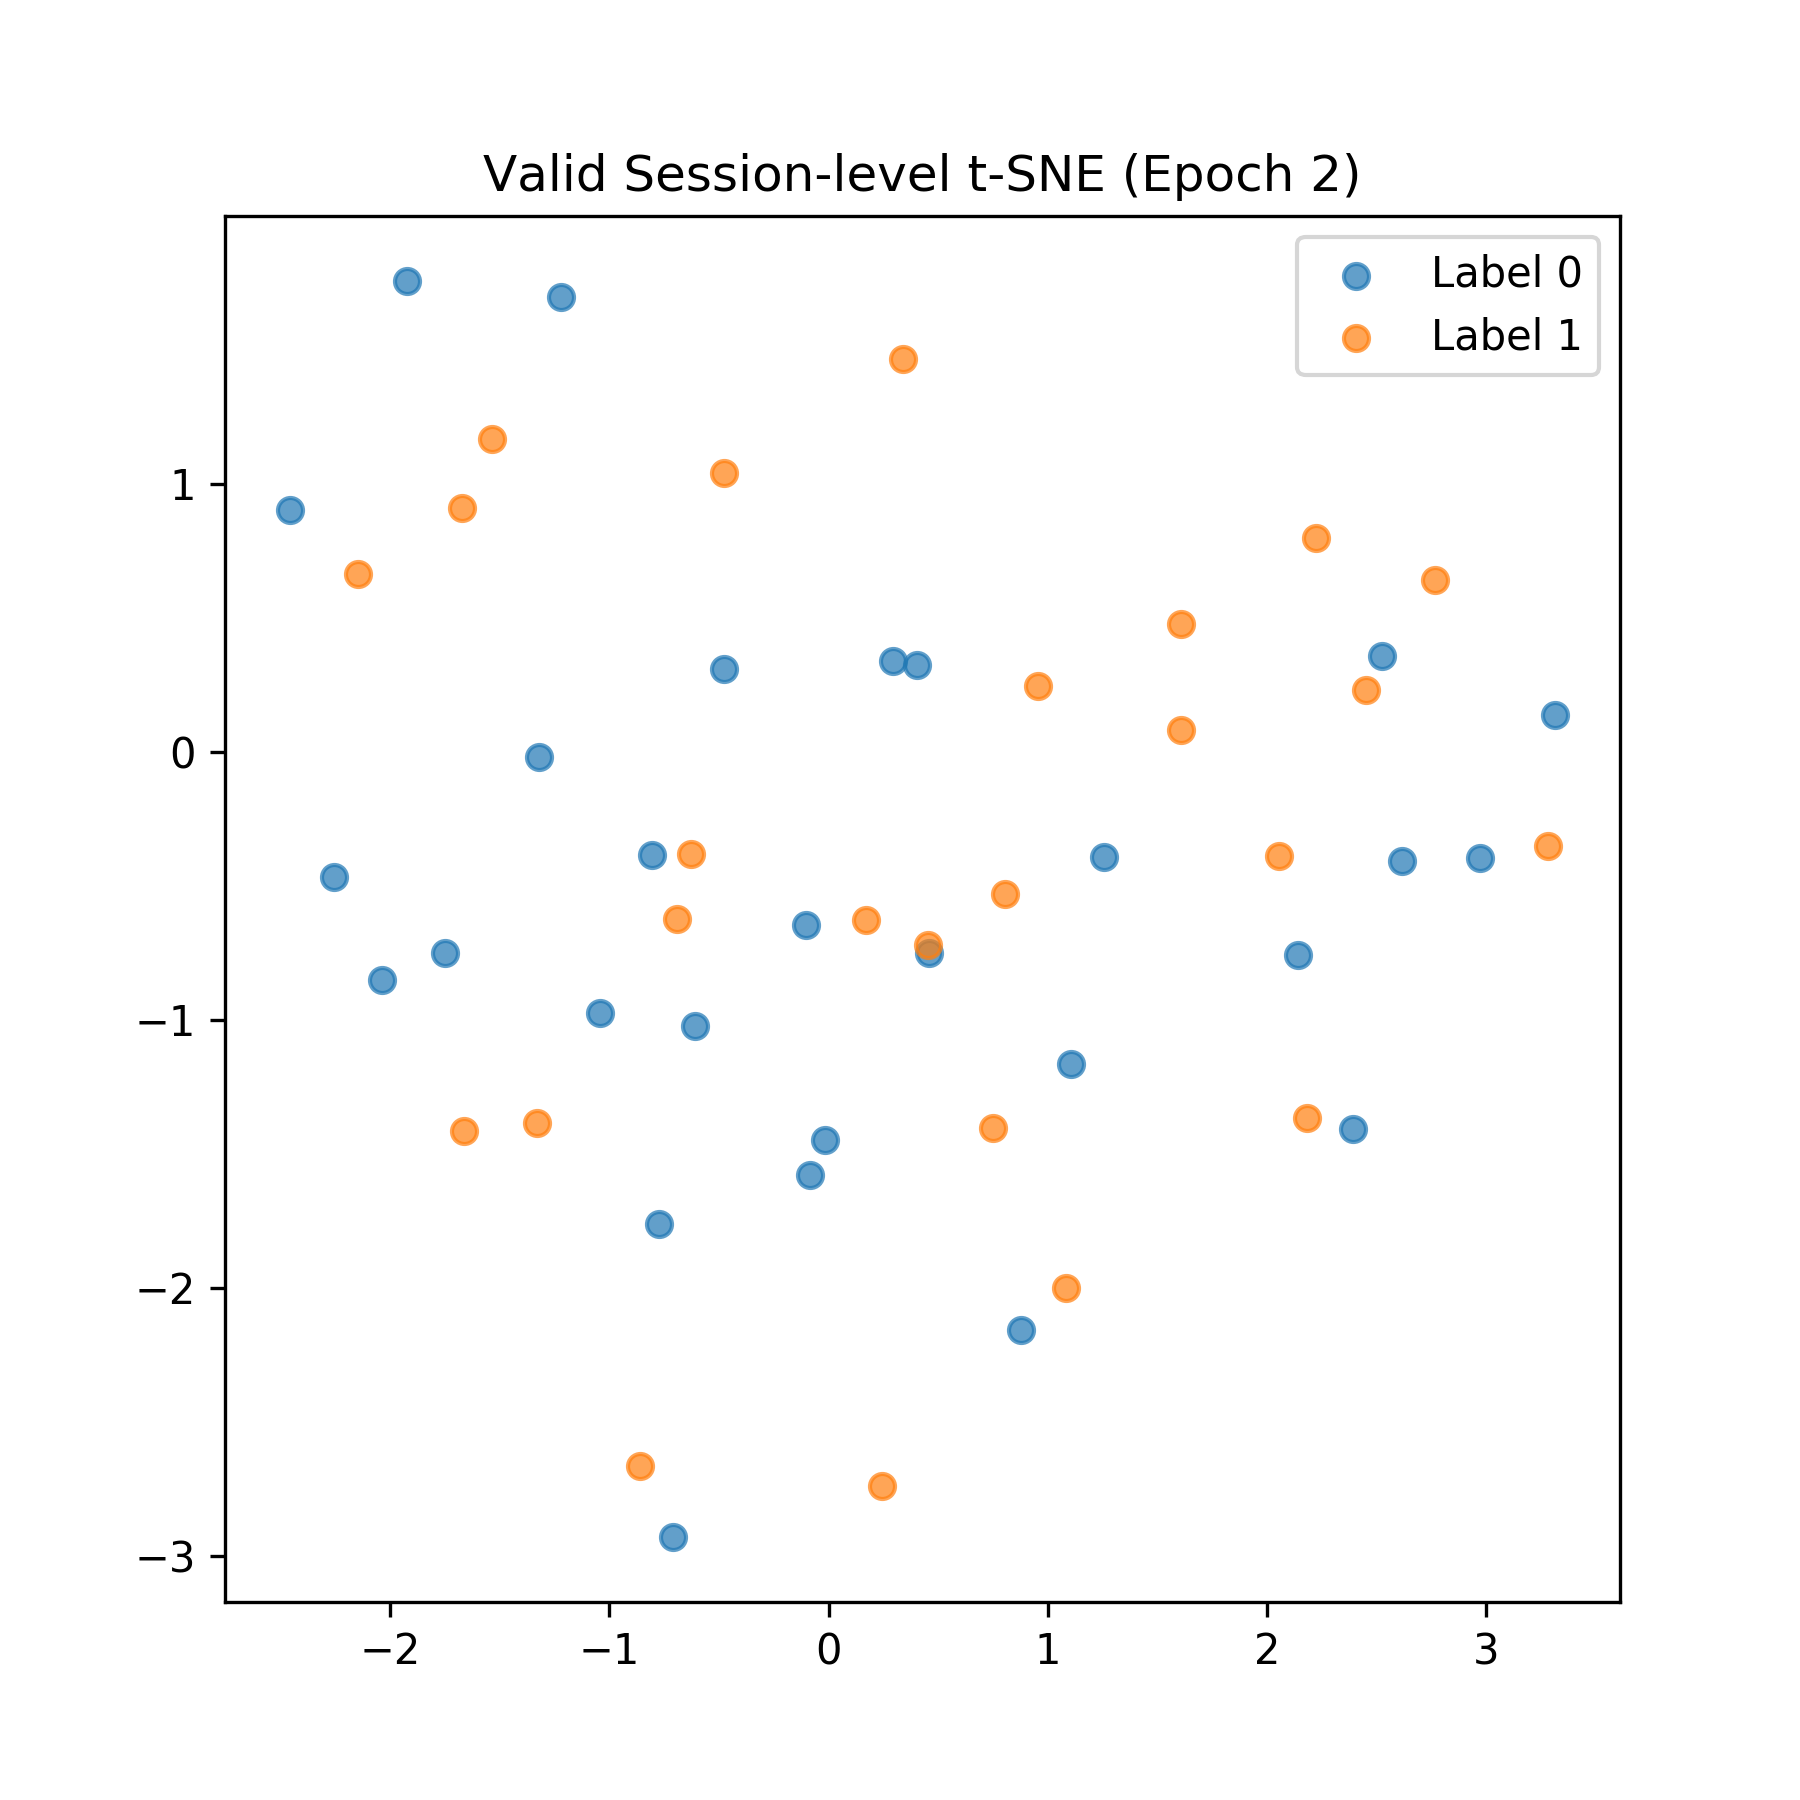 Valid Session-level t-SNE (Epoch 2)
Label 0
Label 1
1
0
−1
−2
−3
−2 −1 0 1 2 3